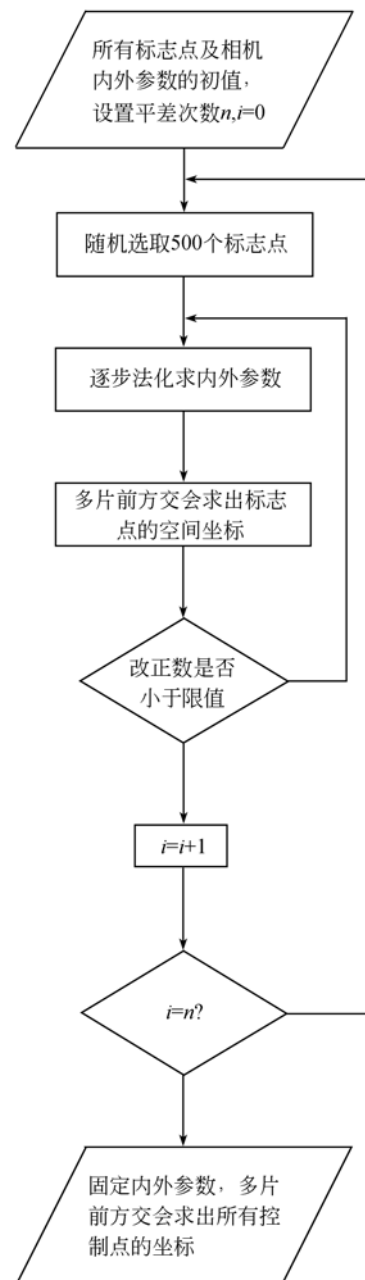 所有标志点及相机
内外参数的初值,
设置平差次数n,i=0
随机选取500个标志点
逐步法化求内外参数
多片前方交会求出标志
点的空间坐标
改正数是否
小于限值
i=i+1
i=n?
固定内外参数，多片
前方交会求出所有控
制点的坐标